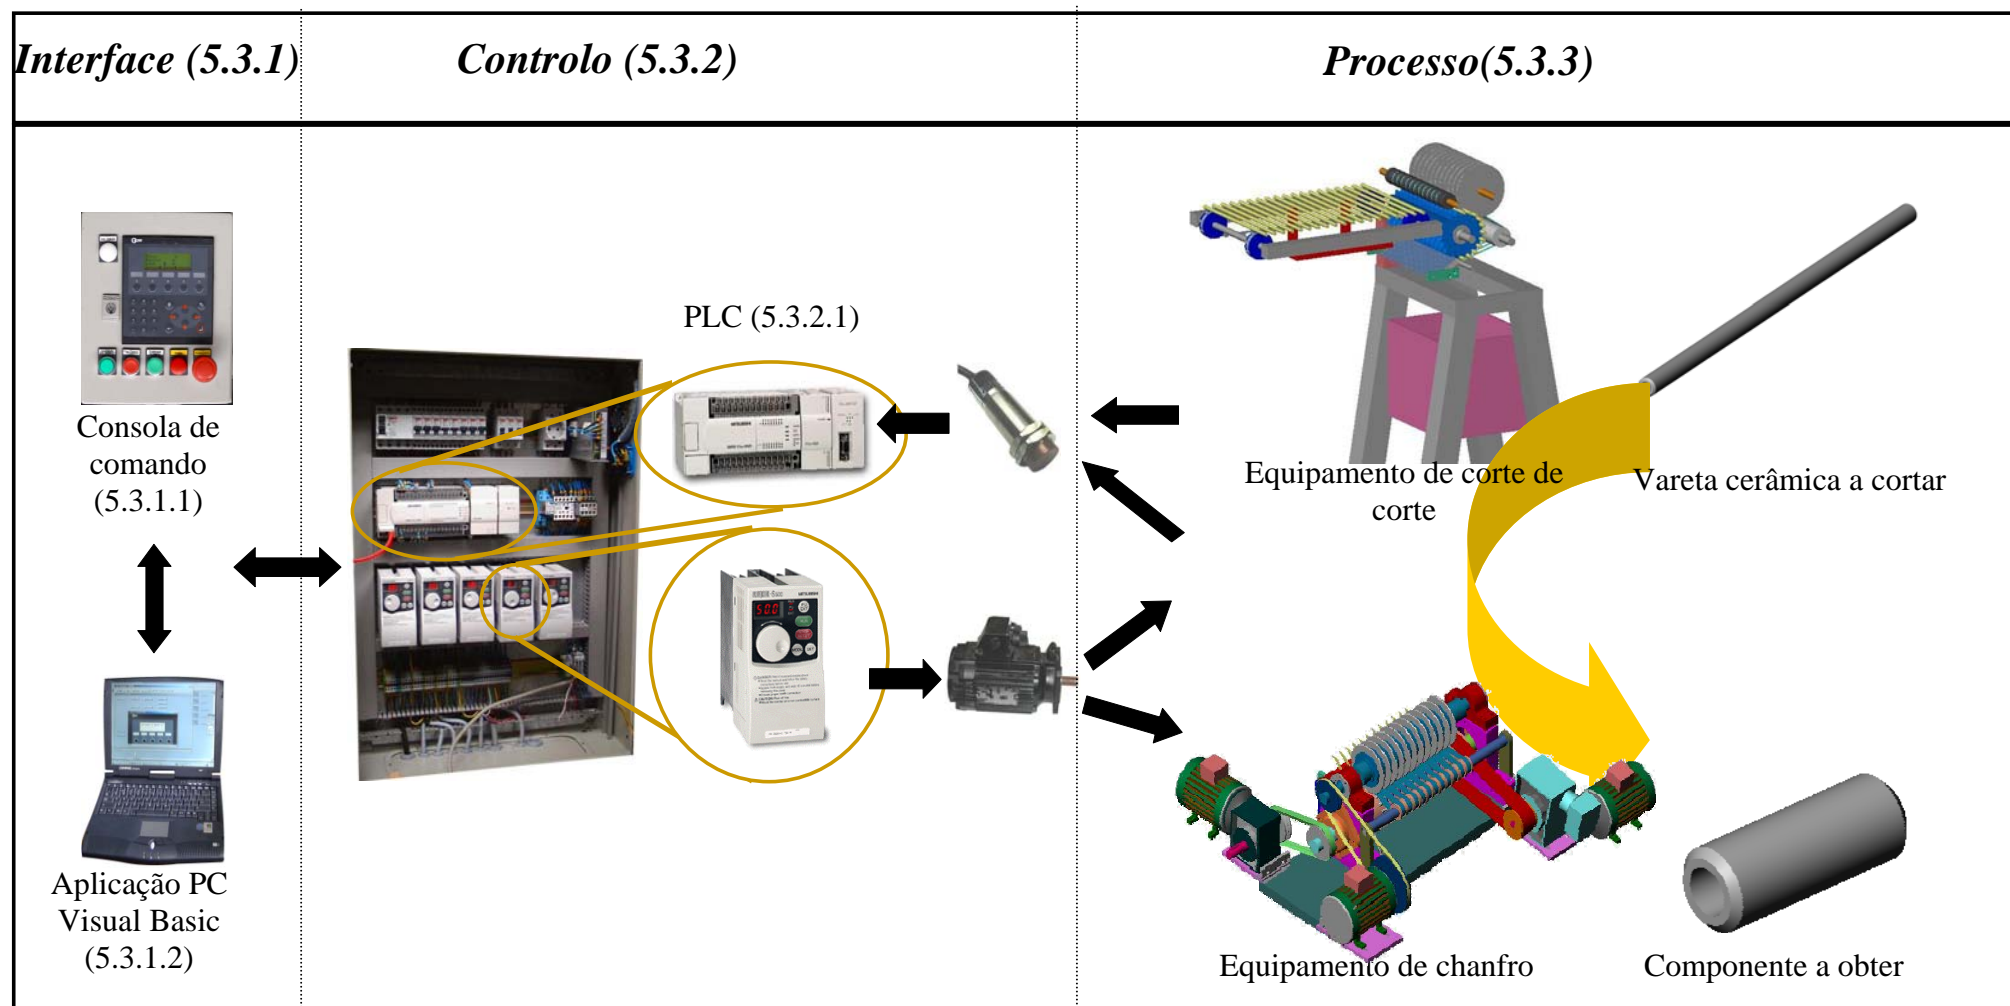 Interface (5.3.1)
Controlo (5.3.2)
Processo(5.3.3)
PLC (5.3.2.1)
Consola de
comando
(5.3.1.1)
Equipamento de corte de
corte
Vareta cerâmica a cortar
50.0
Aplicação PC
Visual Basic
(5.3.1.2)
Equipamento de chanfro
Componente a obter